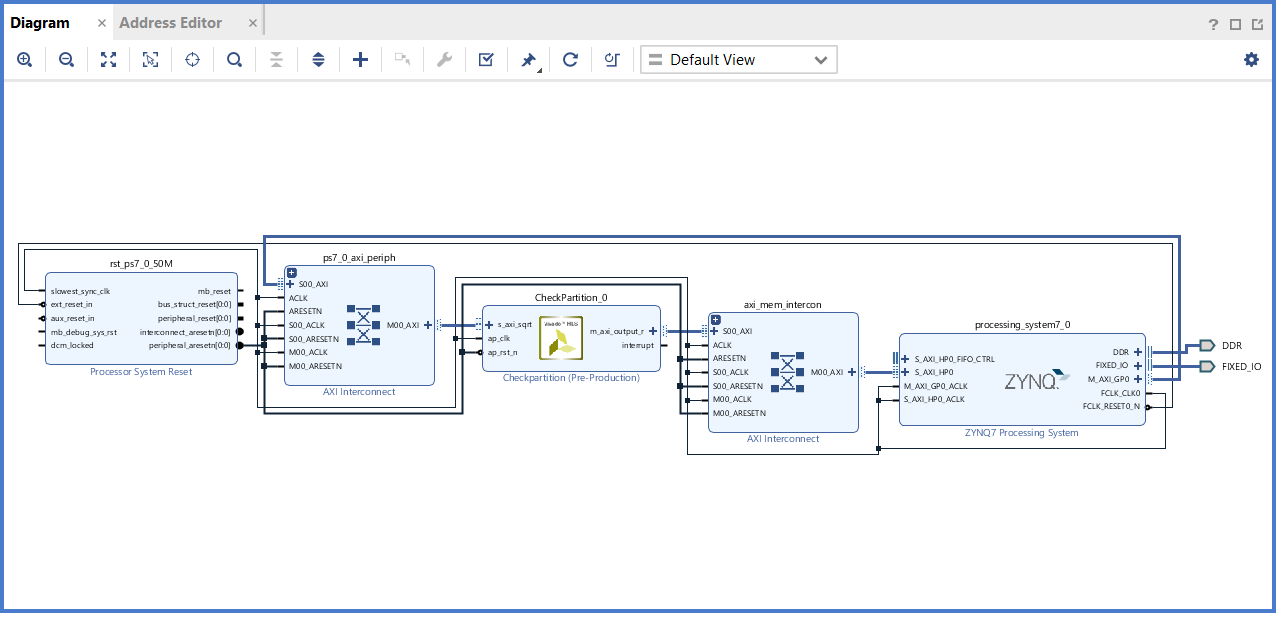 Diagram × Address Editor ×
? 
Default View
rst_ps7_0_50M
slowest_sync_clk mb_reset
ext_reset_in bus_struct_reset[0:0]
aux_reset_in peripheral_reset[0:0]
mb_debug_sys_rst interconnect_aresetn[0:0]
dcm_locked peripheral_aresetn[0:0]
Processor System Reset
ps7_0_axi_periph
S00_AXI
ACLK
ARESETN
S00_ACLK M00_AXI
S00_ARESETN
M00_ACLK
M00_ARESETN
AXI Interconnect
CheckPartition_0
s_axi_sqrt m_axi_output_r
ap_clk interrupt
ap_rst_n
Vivado™ HLS
Checkpartition (Pre-Production)
axi_mem_intercon
S00_AXI
ACLK
ARESETN
S00_ACLK M00_AXI
S00_ARESETN
M00_ACLK
M00_ARESETN
AXI Interconnect
processing_system7_0
DDR
S_AXI_HP0_FIFO_CTRL FIXED_IO
S_AXI_HP0 M_AXI_GP0
M_AXI_GP0_ACLK FCLK_CLK0
S_AXI_HP0_ACLK FCLK_RESET0_N
ZYNQ
ZYNQ7 Processing System
DDR
FIXED_IO